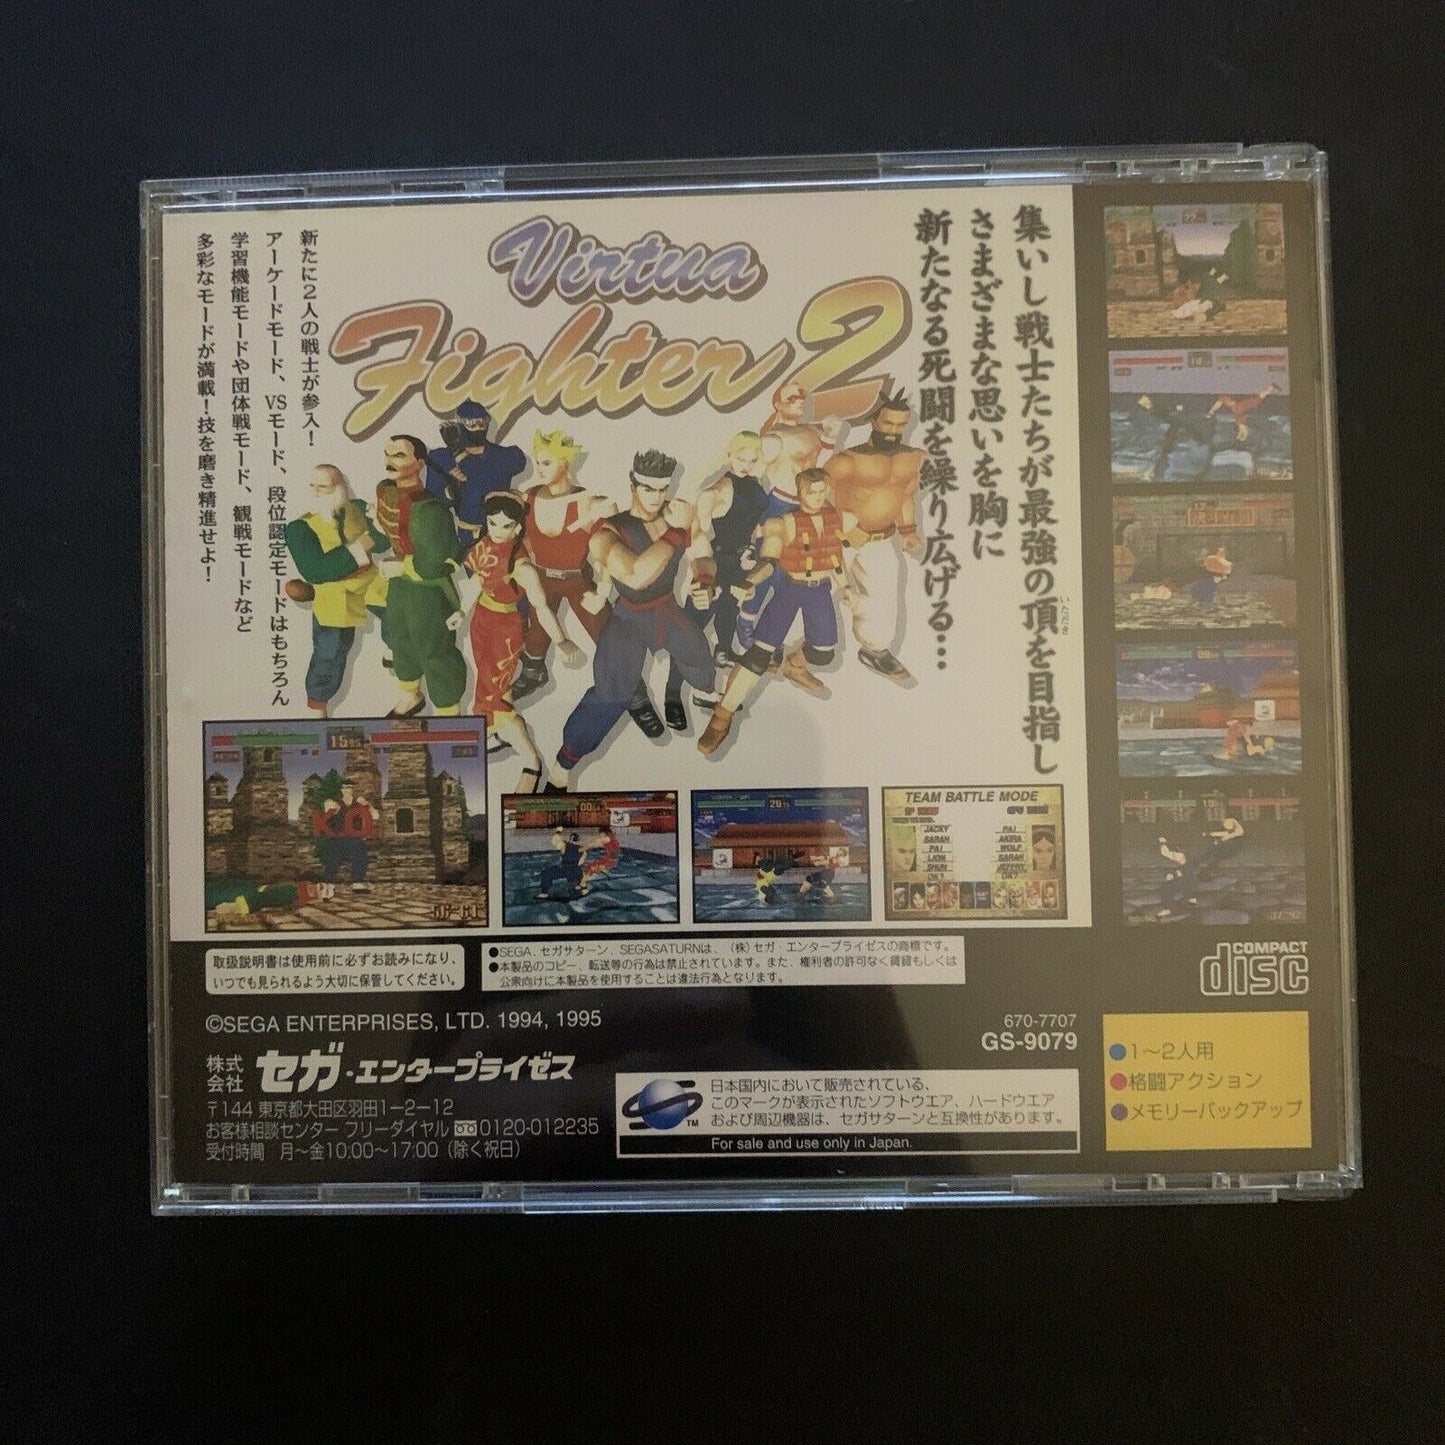 Virtua
Fighter 2
集いし戦士たちが最強の頂を目指し
いただき
さまざまな思いを胸に
新たなる死闘を繰り広げる…
新たに2人の戦士が参入！
アーケードモード、VSモード、段位認定モードはもちろん
学習機能モードや団体戦モード、観戦モードなど
多彩なモードが満載！技を磨き精進せよ！
K.O.
TEAM BATTLE MODE
JACKY PAI
SARAH AKIRA
PAI WOLF
LION SARAH
SHUN JEFFRY
取扱説明書は使用前に必ずお読みになり、
いつでも見られるよう大切に保管してください。
●SEGA、セガサターン、SEGASATURNは、（株）セガ・エンタープライゼスの商標です。
●本製品のコピー、転送等の行為は禁止されています。また、権利者の許可なく賃貸もしくは
公衆向けに本製品を使用することは違法行為となります。
COMPACT
disc
©SEGA ENTERPRISES, LTD. 1994, 1995
670-7707
GS-9079
株式会社 セガ・エンタープライゼス
〒144 東京都大田区羽田1−2−12
お客様相談センター フリーダイヤル 0120-012235
受付時間 月〜金10:00〜17:00（除く祝日）
TM
日本国内において販売されている、
このマークが表示されたソフトウエア、ハードウエア
および周辺機器は、セガサターンと互換性があります。
For sale and use only in Japan.
●1〜2人用
●格闘アクション
●メモリーバックアップ